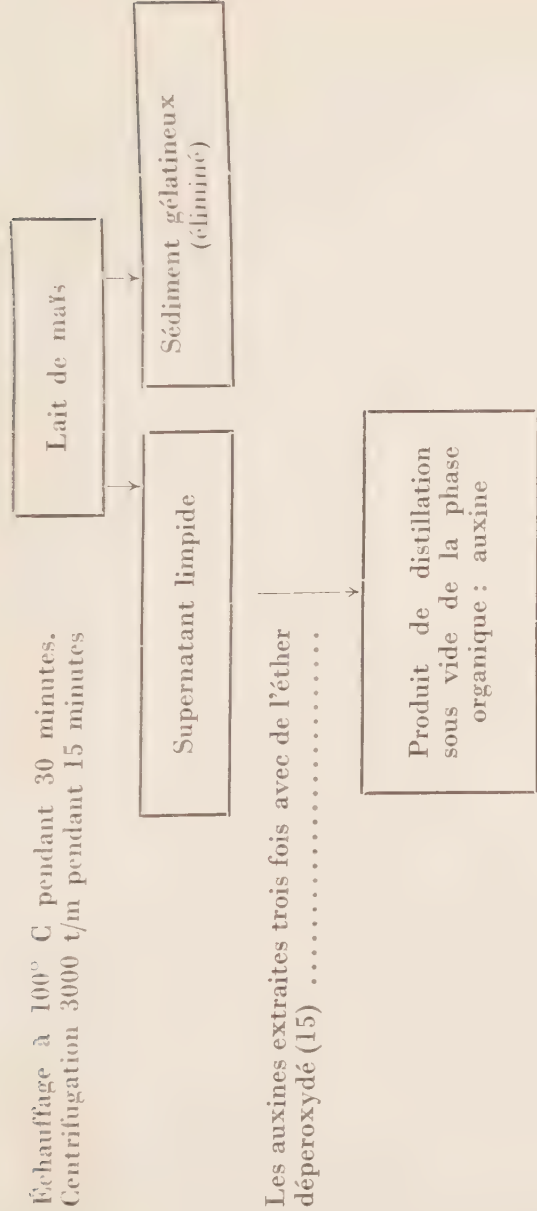 Lait de maïs
Échauffage à 100° C pendant 30 minutes.
Centrifugation 3000 t/m pendant 15 minutes
Supernatant limpide
Sédiment gélatineux
(éliminé)
Les auxines extraites trois fois avec de l'éther
déperoxydé (15) ................................
Produit de distillation
sous vide de la phase
organique : auxine